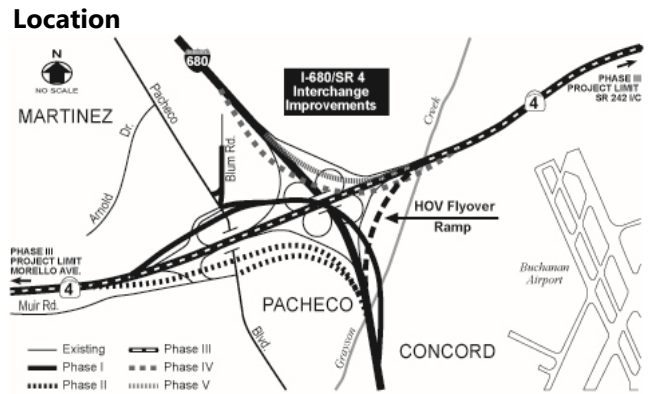 Location
N
NO SCALE
MARTINEZ
680
I-680/SR 4
Interchange
Improvements
PHASE III
PROJECT LIMIT
SR 242 I/C
4
Pacheco
Blum Rd.
Arnold
Dr.
Creek
HOV Flyover
Ramp
Buchanan
Airport
PHASE III
PROJECT LIMIT
MORELLO AVE.
4
Muir Rd.
PACHECO
Blvd.
Grayson
CONCORD
Existing
Phase I
Phase II
Phase III
Phase IV
Phase V